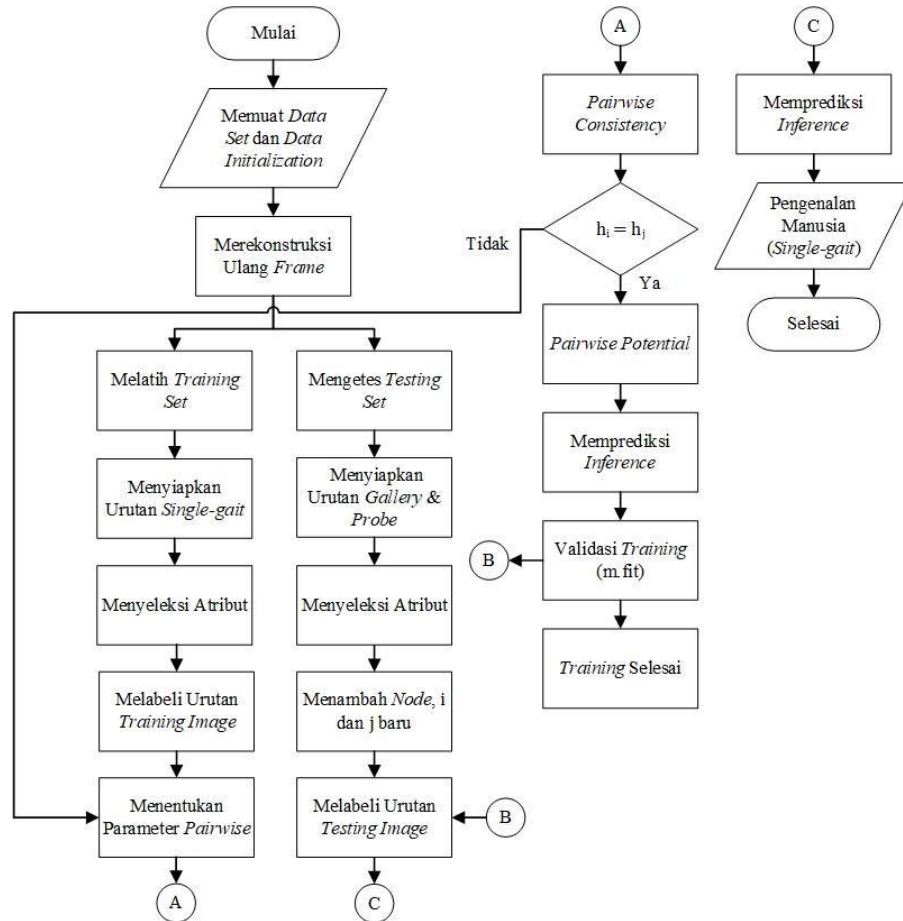 Mulai
Memuat Data
Set dan Data
Initialization
Merekonstruksi
Ulang Frame
Melatih Training
Set
Menyiapkan
Urutan Single-gait
Menyeleksi Atribut
Melabeli Urutan
Training Image
Menentukan
Parameter Pairwise
A
Mengetes Testing
Set
Menyiapkan
Urutan Gallery &
Probe
Menyeleksi Atribut
Menambah Node, i
dan j baru
Melabeli Urutan
Testing Image
B
C
A
Pairwise
Consistency
hi = hj
Tidak
Ya
Pairwise Potential
Memprediksi
Inference
Validasi Training
(m.fit)
B
Training Selesai
C
Memprediksi
Inference
Pengenalan
Manusia
(Single-gait)
Selesai